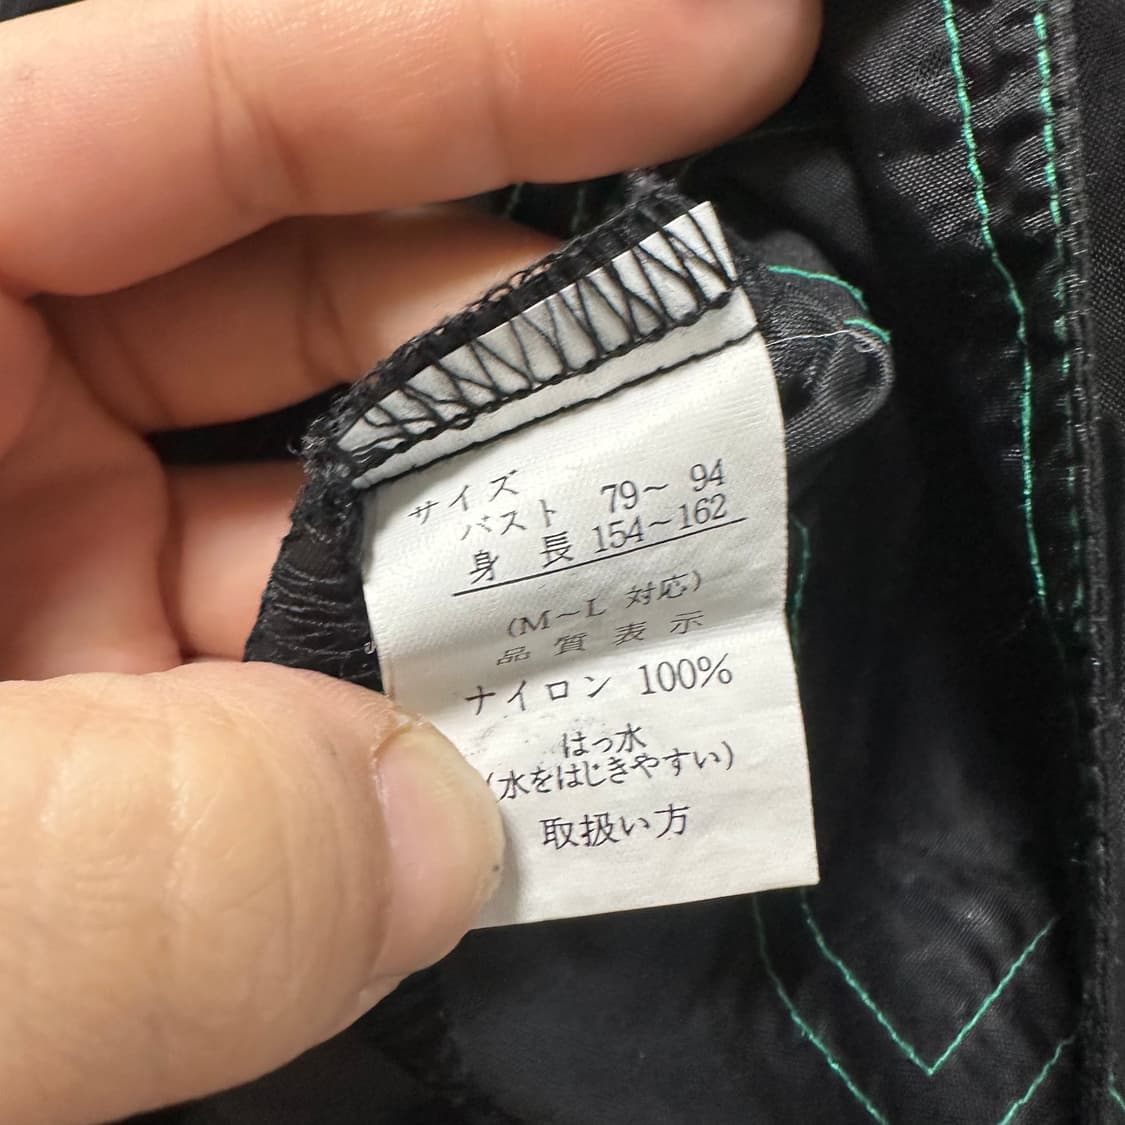 サイズ
バスト 79～ 94
身 長 154～162
(M～L 対応)
品 質 表 示
ナイロン 100%
はっ水
(水をはじきやすい)
取扱い方